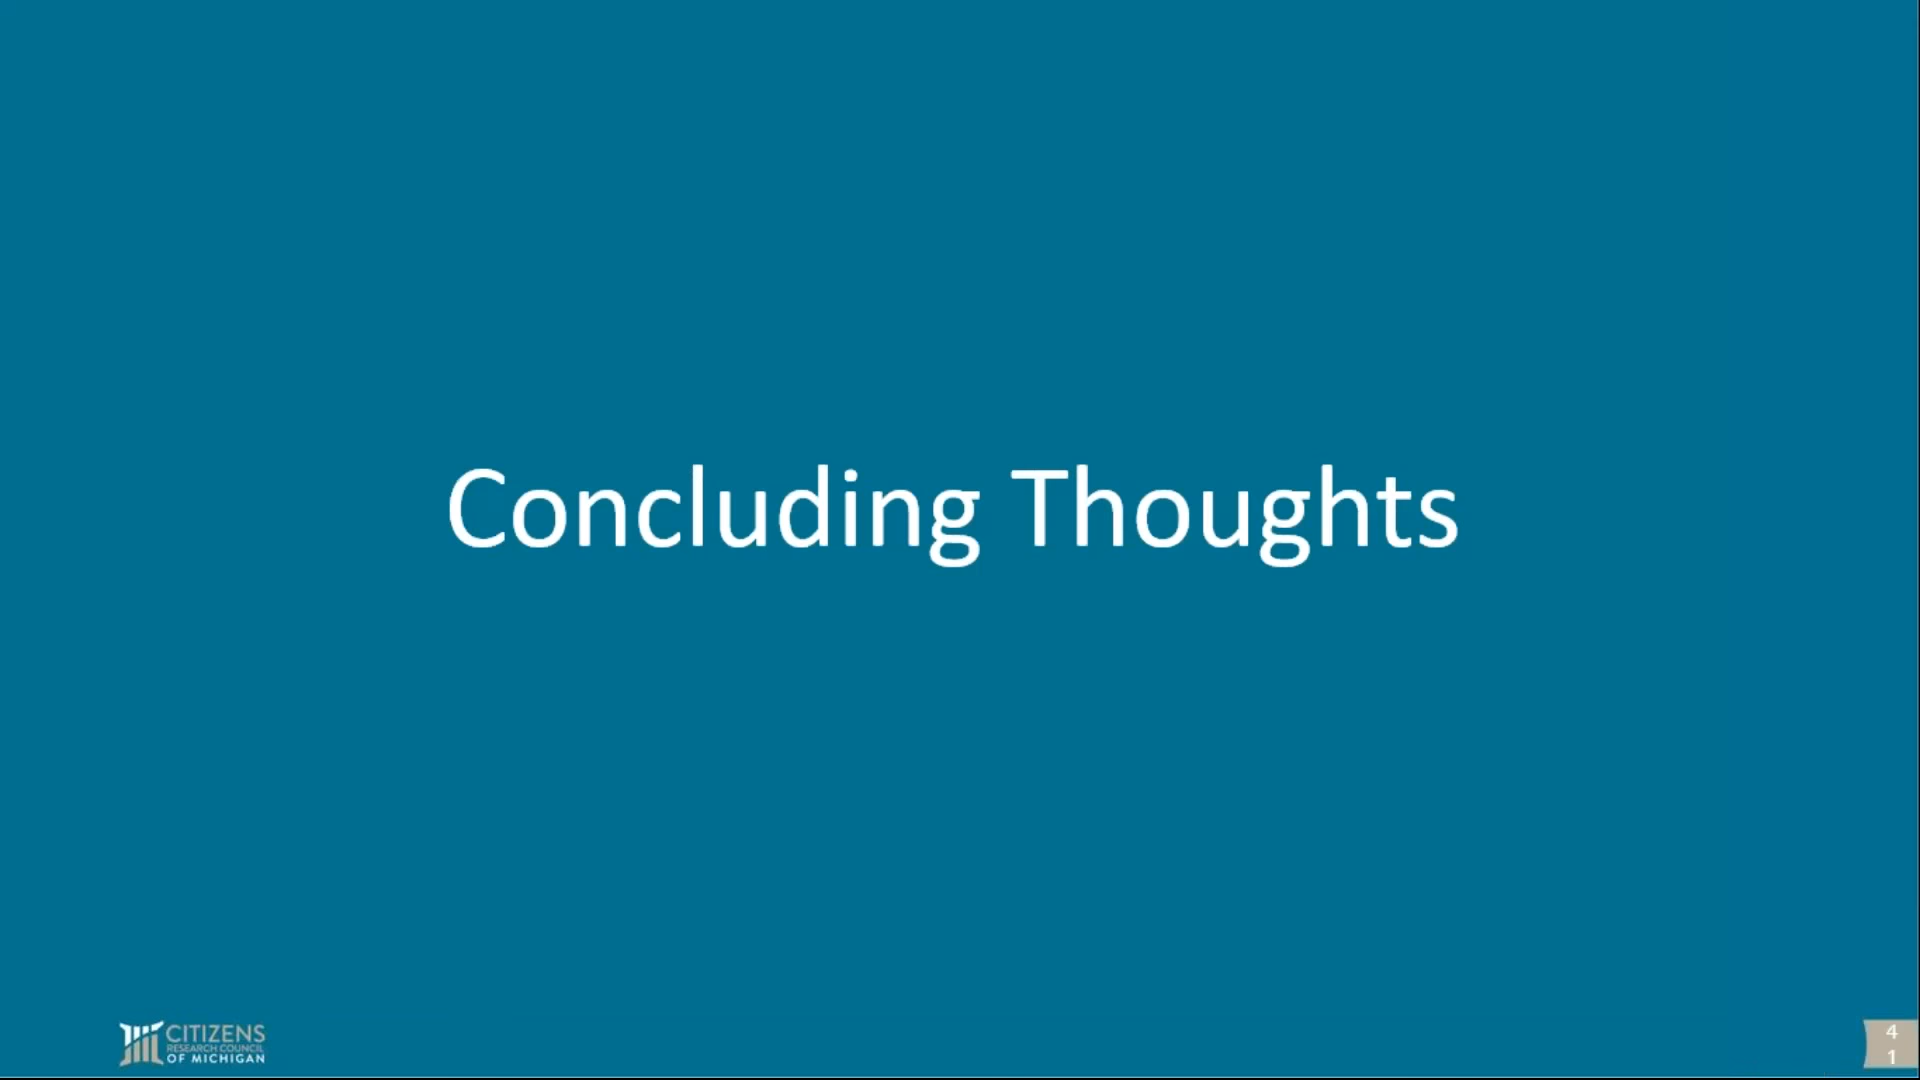 Concluding Thoughts
CITIZENS
RESEARCH COUNCIL
OF MICHIGAN
4
1